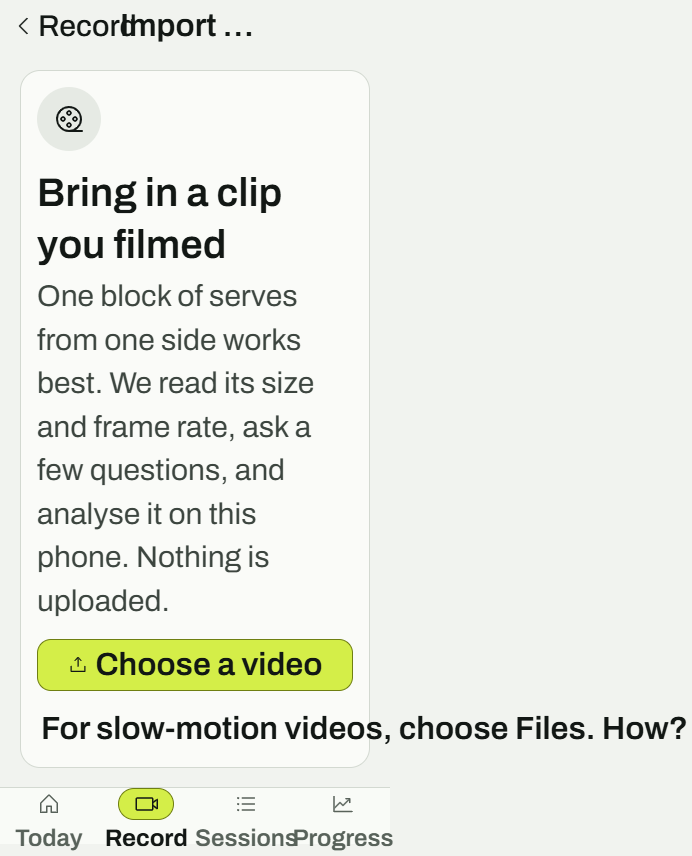 Record Import ...
Bring in a clip
you filmed
One block of serves
from one side works
best. We read its size
and frame rate, ask a
few questions, and
analyse it on this
phone. Nothing is
uploaded.
Choose a video
For slow-motion videos, choose Files. How?
Today Record Sessions Progress